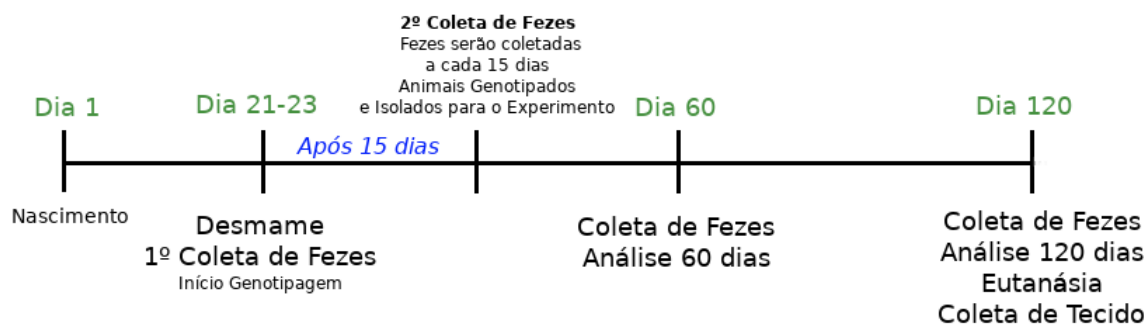 2º Coleta de Fezes
Fezes serão coletadas
a cada 15 dias
Animais Genotipados
e Isolados para o Experimento
Dia 1
Dia 21-23
Dia 60
Dia 120
Após 15 dias
Nascimento
Desmame
1º Coleta de Fezes
Início Genotipagem
Coleta de Fezes
Análise 60 dias
Coleta de Fezes
Análise 120 dias
Eutanásia
Coleta de Tecido